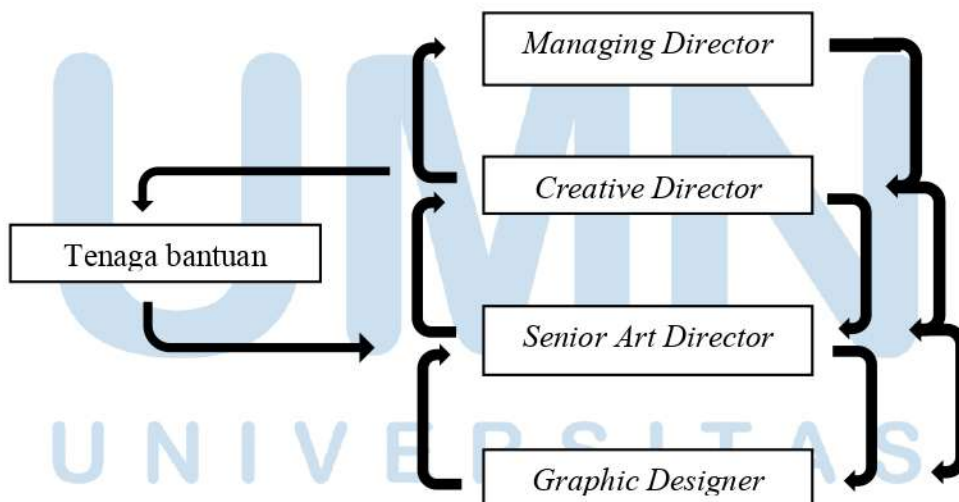 Managing Director
Creative Director
Tenaga bantuan
Senior Art Director
Graphic Designer
UMN
UNIVERSITAS